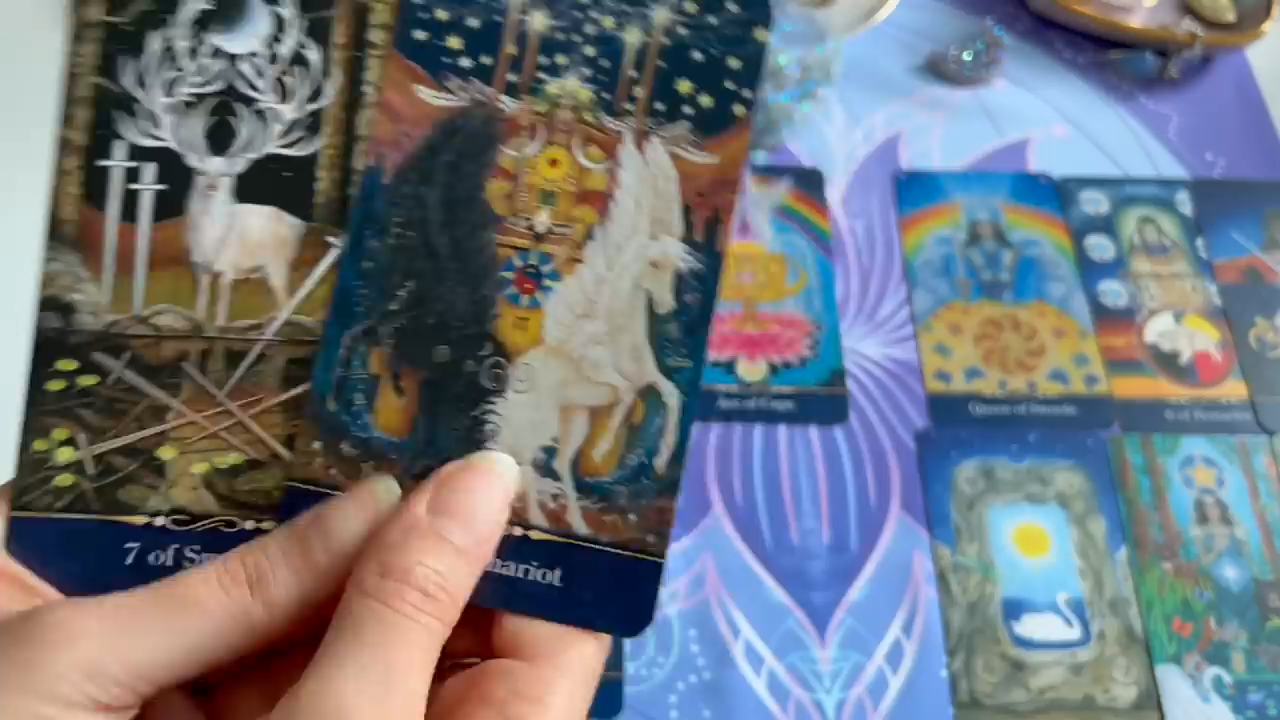 7 of Sw
hariot
Ace of Cups
Queen of Swords
6 of Pentacles